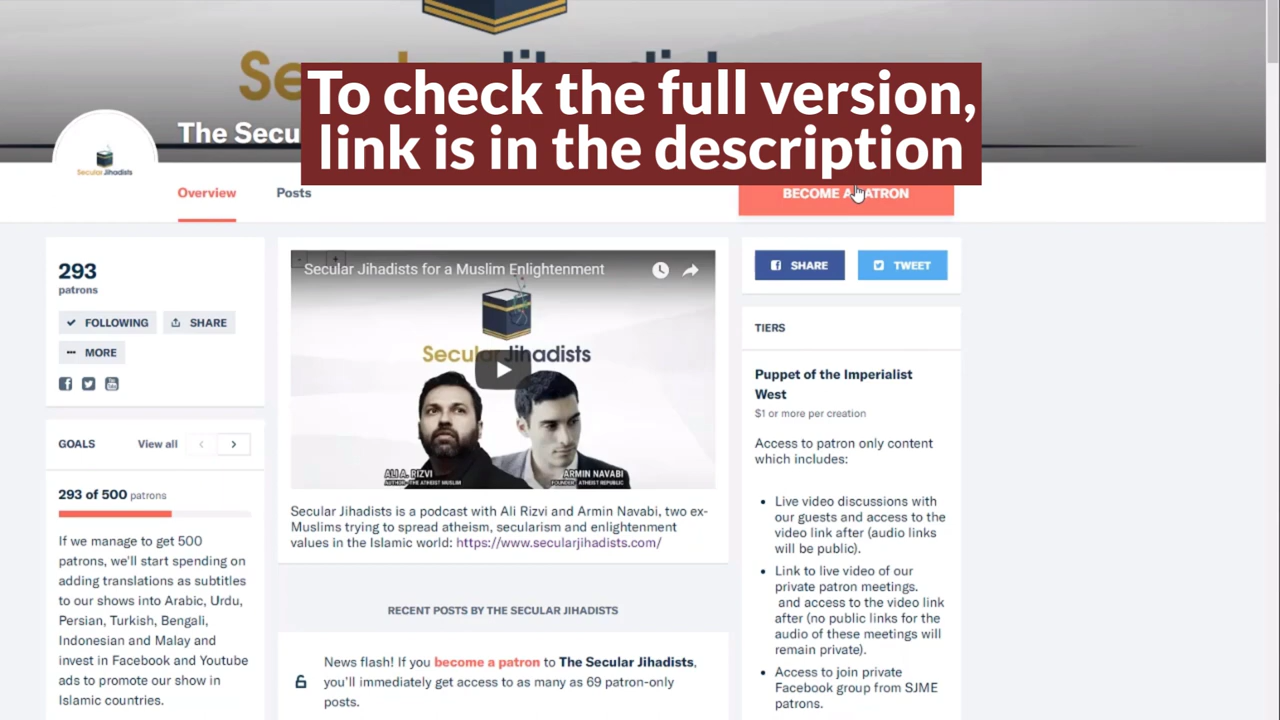 To check the full version,
link is in the description
The Secu
Secular Jihadists
Overview
Posts
BECOME A PATRON
293
patrons
FOLLOWING
SHARE
MORE
GOALS
View all
293 of 500 patrons
If we manage to get 500
patrons, we'll start spending on
adding translations as subtitles
to our shows into Arabic, Urdu,
Persian, Turkish, Bengali,
Indonesian and Malay and
invest in Facebook and Youtube
ads to promote our show in
Islamic countries.
Secular Jihadists for a Muslim Enlightenment
Secular Jihadists
ALI A. RIZVI
AUTHOR - THE ATHEIST MUSLIM
ARMIN NAVABI
FOUNDER - ATHEIST REPUBLIC
Secular Jihadists is a podcast with Ali Rizvi and Armin Navabi, two ex-
Muslims trying to spread atheism, secularism and enlightenment
values in the Islamic world: https://www.secularjihadists.com/
RECENT POSTS BY THE SECULAR JIHADISTS
News flash! If you become a patron to The Secular Jihadists,
you'll immediately get access to as many as 69 patron-only
posts.
SHARE
TWEET
TIERS
Puppet of the Imperialist
West
$1 or more per creation
Access to patron only content
which includes:
• Live video discussions with
our guests and access to the
video link after (audio links
will be public).
• Link to live video of our
private patron meetings.
and access to the video link
after (no public links for the
audio of these meetings will
remain private).
• Access to join private
Facebook group from SJME
patrons.